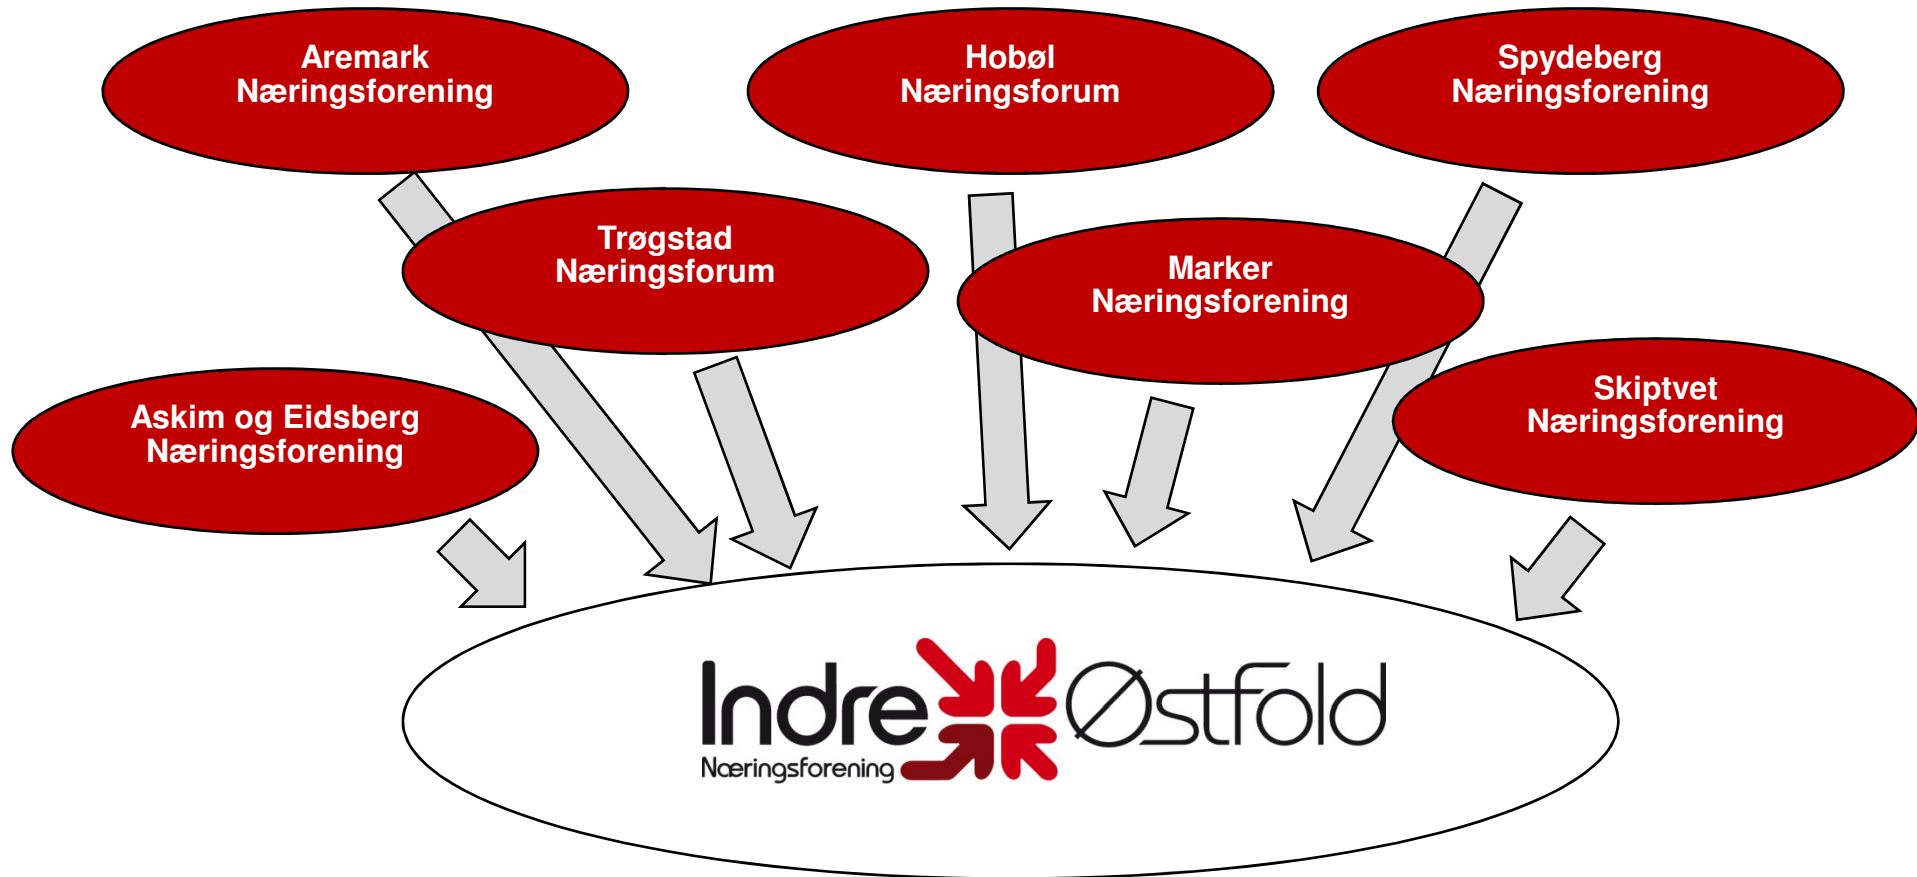 Aremark
Næringsforening
Hobøl
Næringsforum
Spydeberg
Næringsforening
Trøgstad
Næringsforum
Marker
Næringsforening
Askim og Eidsberg
Næringsforening
Skiptvet
Næringsforening
Indre Østfold
Næringsforening